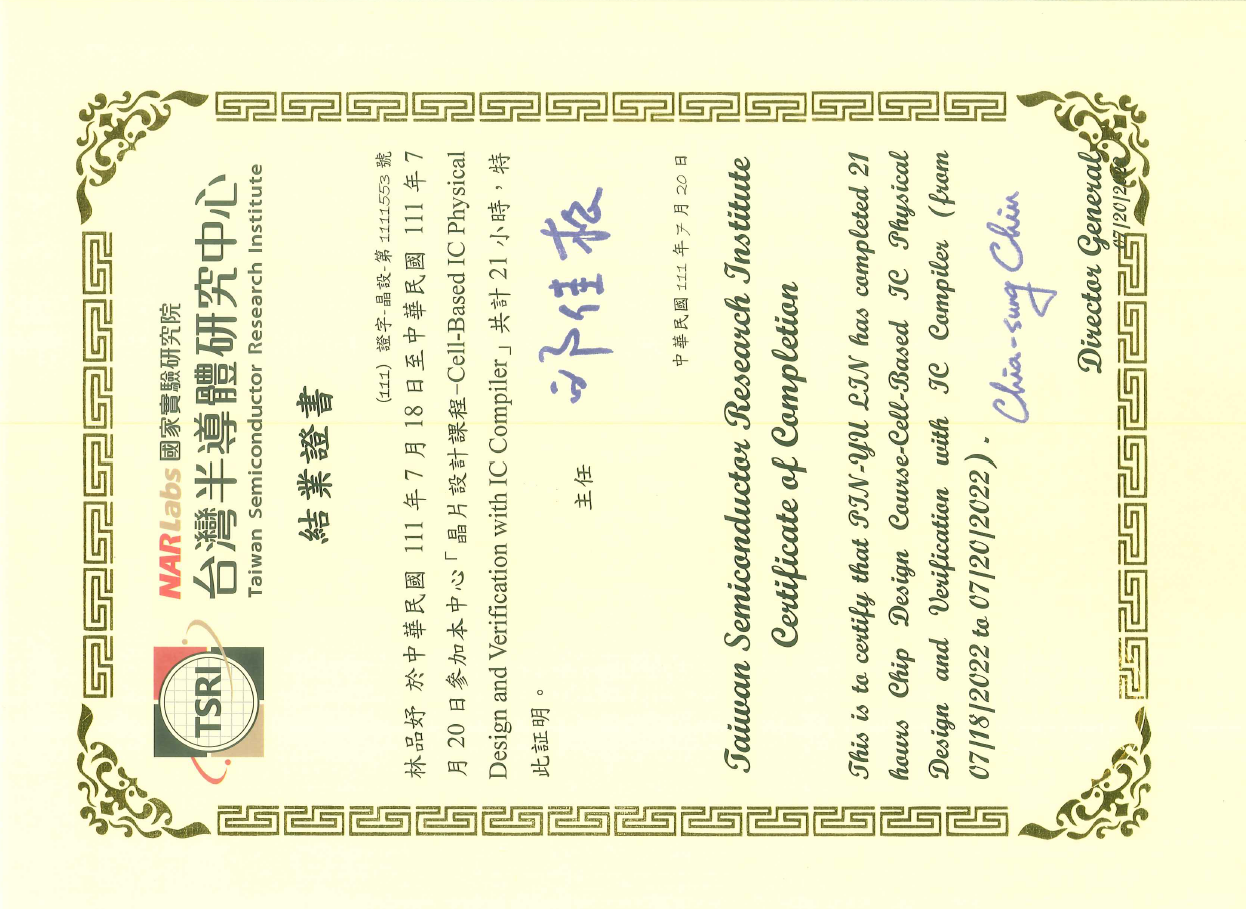 TSRI
NARLabs 國家實驗研究院
台灣半導體研究中心
Taiwan Semiconductor Research Institute
結業證書
(111) 證字-晶設-第 1111553 號
林品妤 於中華民國 111 年 7 月 18 日至中華民國 111 年 7
月 20 日參加本中心「晶片設計課程-Cell-Based IC Physical
Design and Verification with IC Compiler」共計 21 小時，特
此証明。
主任
中華民國 111 年 7 月 20 日
Taiwan Semiconductor Research Institute
Certificate of Completion
This is to certify that PIN-YU LIN has completed 21
hours Chip Design Course-Cell-Based IC Physical
Design and Verification with IC Compiler (from
07/18/2022 to 07/20/2022).
Chia-sung Chiu
Director General